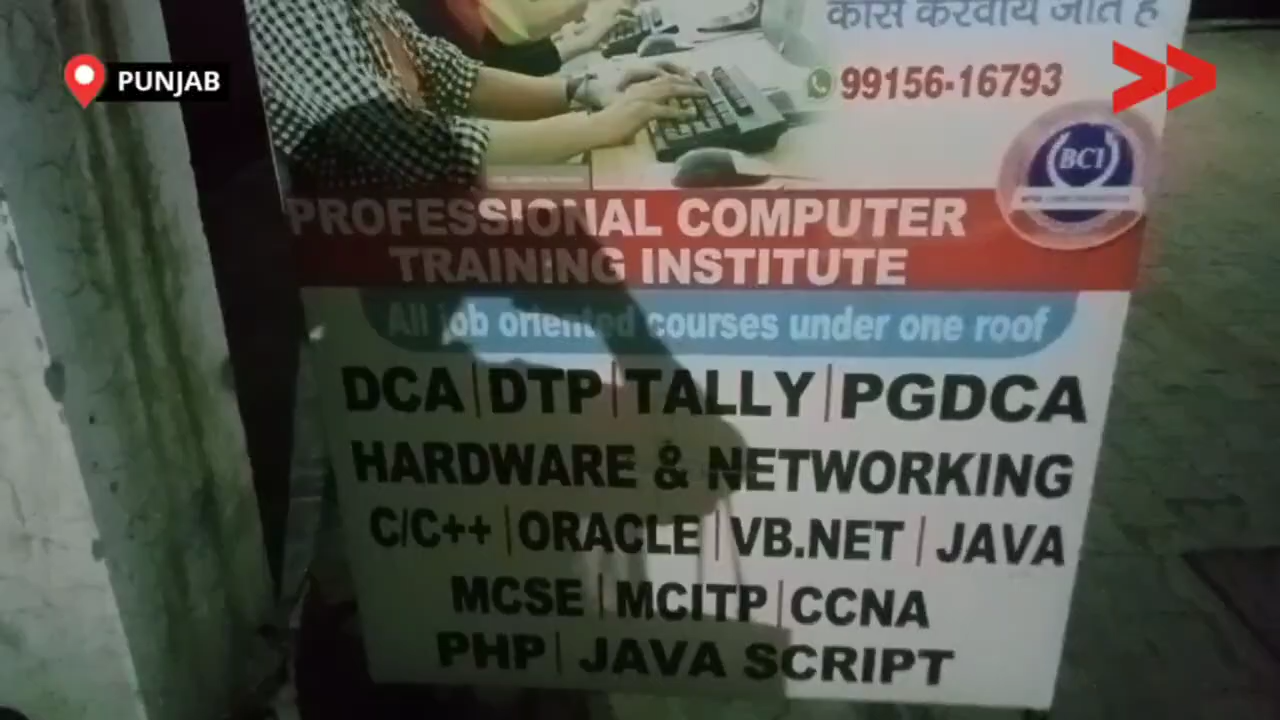 कोर्स करवाये जाते है
PUNJAB
99156-16793
BCI
PROFESSIONAL COMPUTER
TRAINING INSTITUTE
All job oriented courses under one roof
DCA | DTP | TALLY | PGDCA
HARDWARE & NETWORKING
C/C++ | ORACLE | VB.NET | JAVA
MCSE | MCITP | CCNA
PHP | JAVA SCRIPT